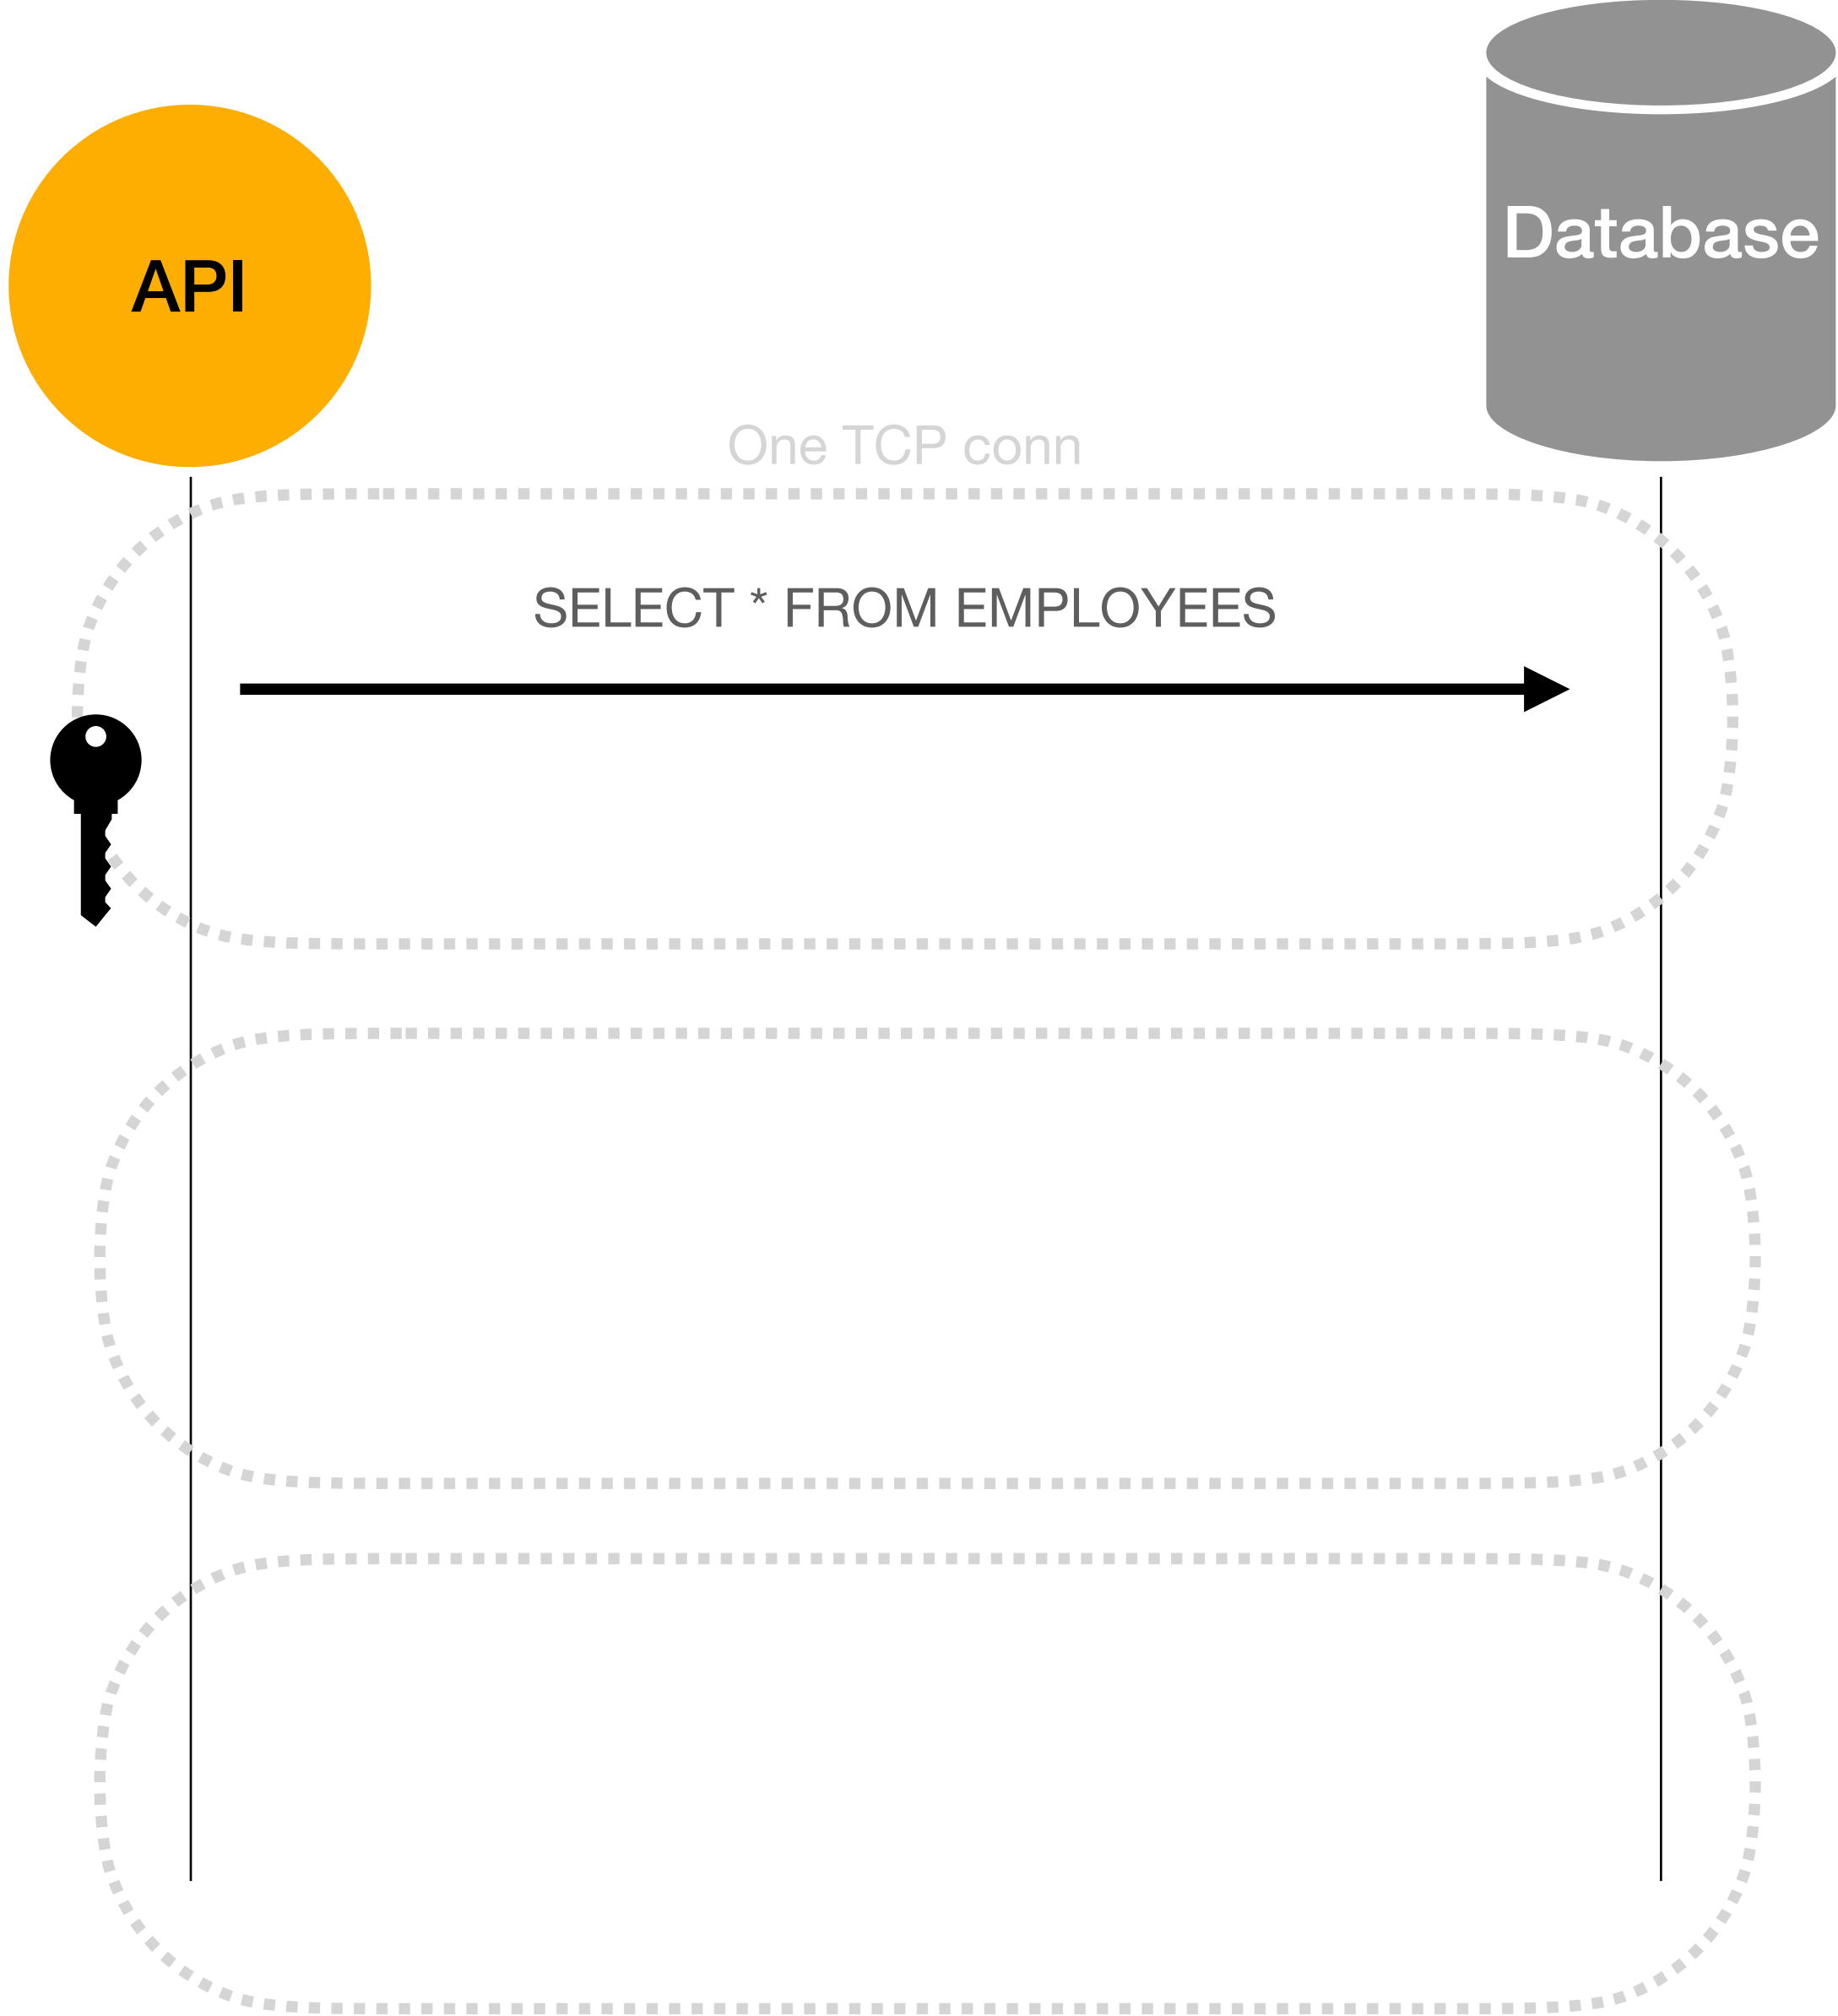 API
Database
One TCP conn
SELECT * FROM EMPLOYEES